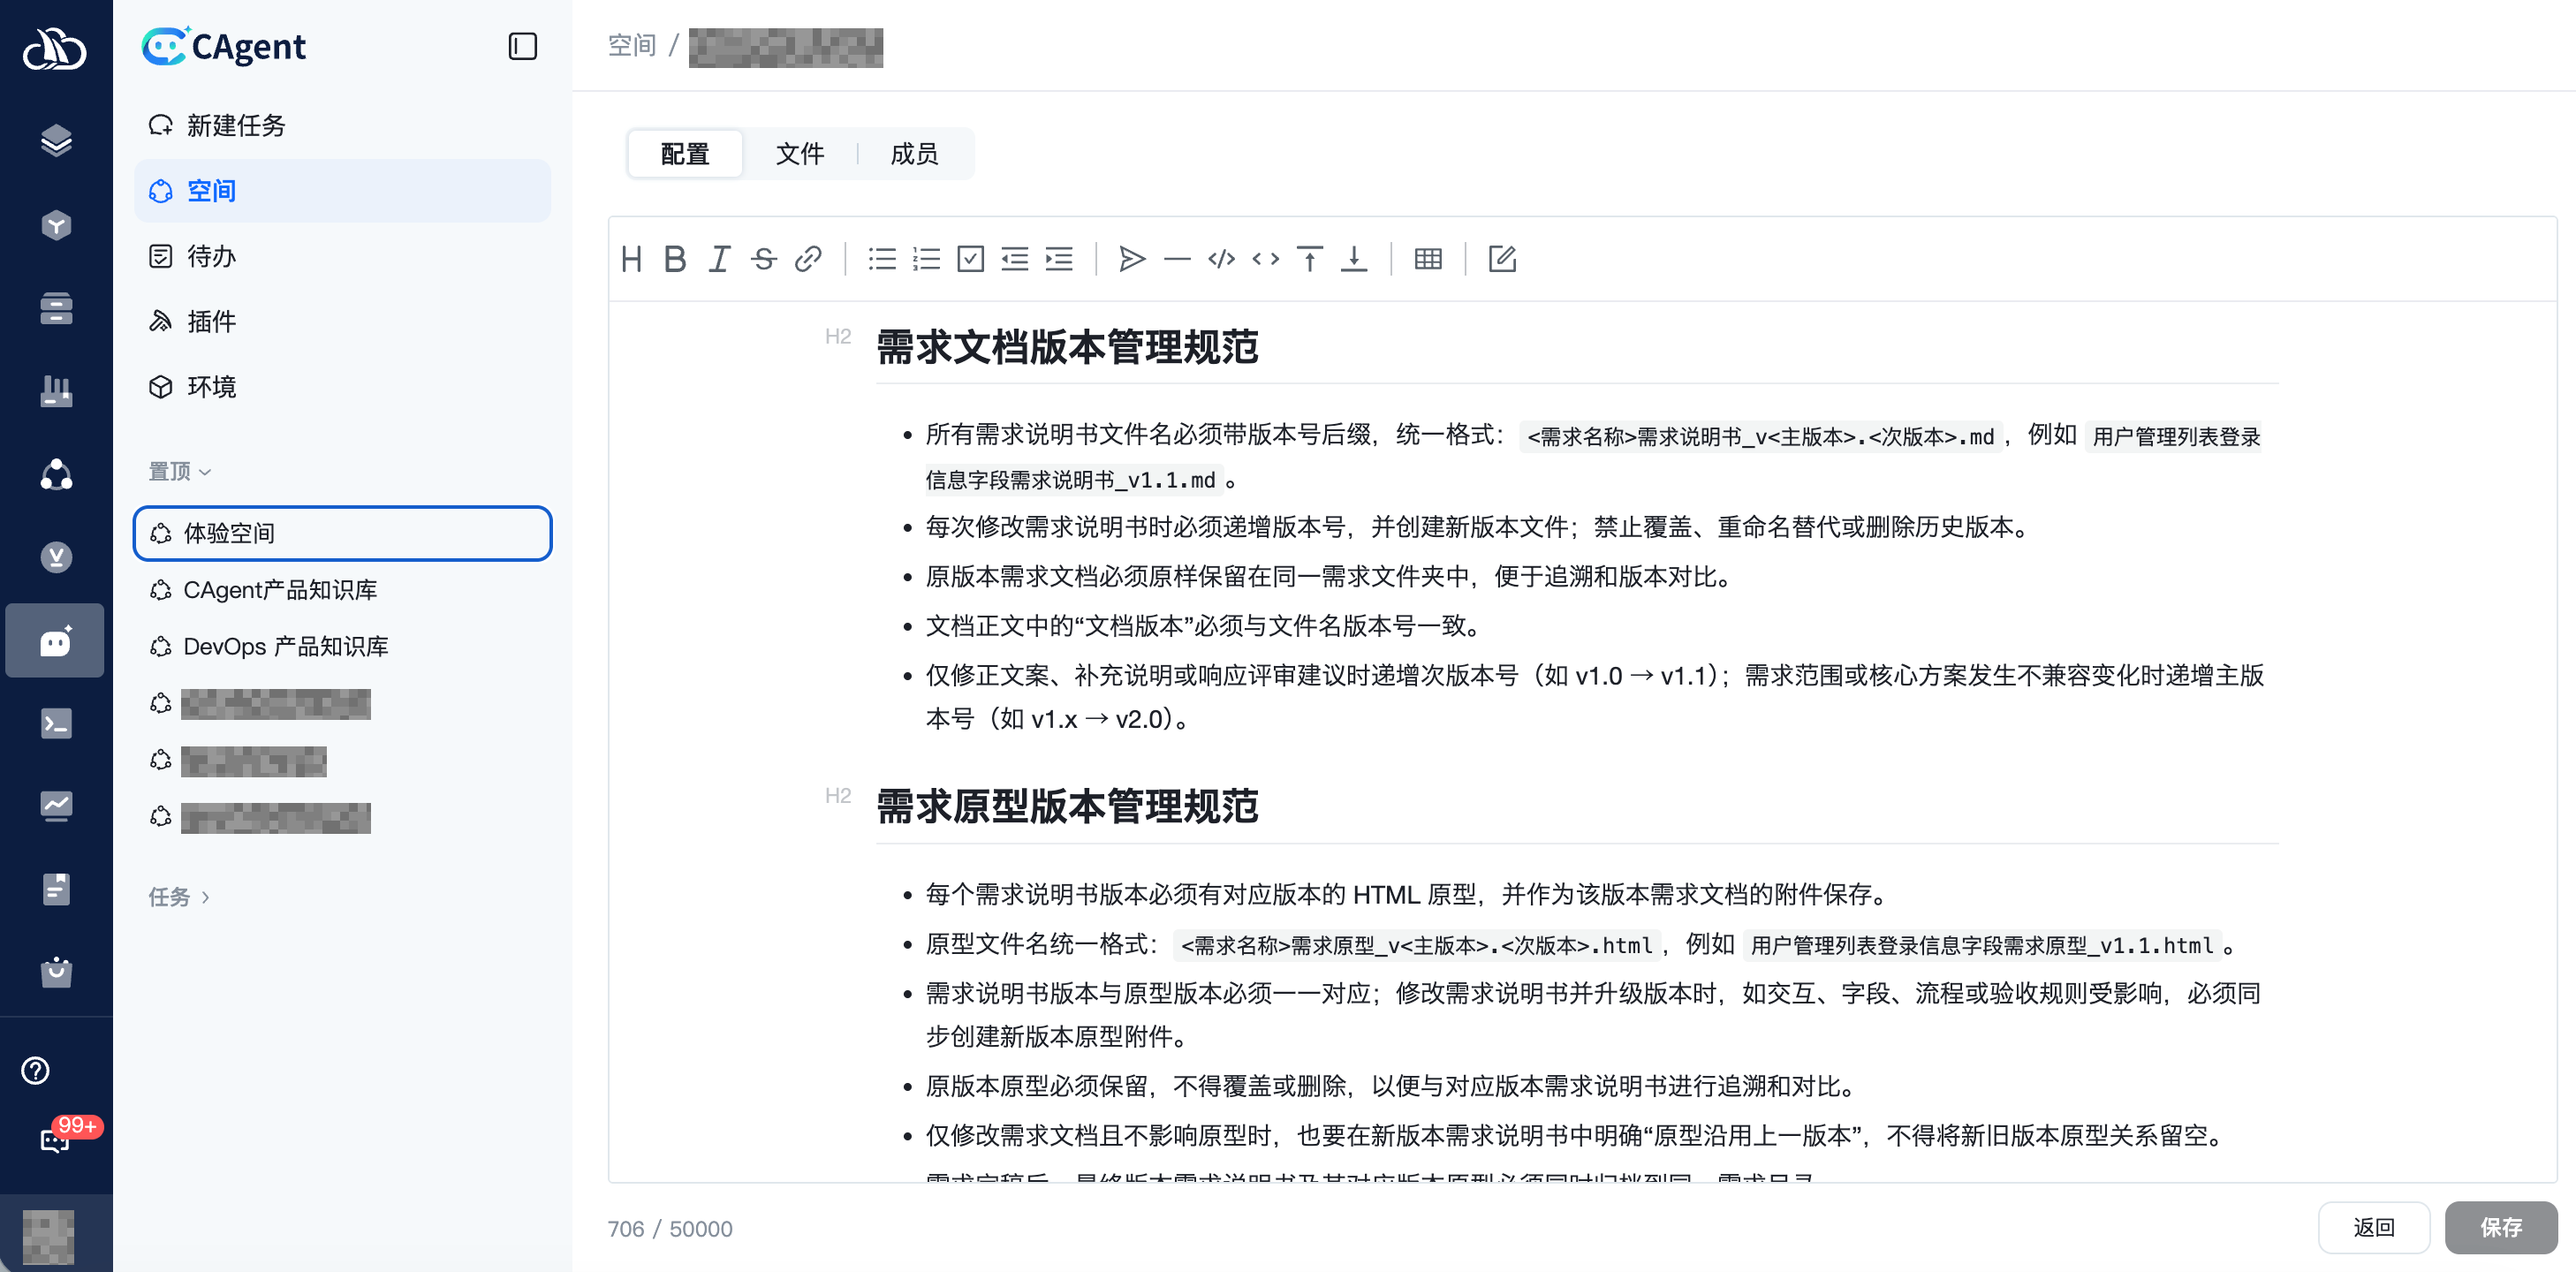 CAgent
新建任务
空间
待办
插件
环境
置顶
体验空间
CAgent产品知识库
DevOps 产品知识库
任务
99+
空间 /
配置
文件
成员
H2
需求文档版本管理规范
所有需求说明书文件名必须带版本号后缀，统一格式：<需求名称>需求说明书_v<主版本>.<次版本>.md，例如 用户管理列表登录
信息字段需求说明书_v1.1.md。
每次修改需求说明书时必须递增版本号，并创建新版本文件；禁止覆盖、重命名替代或删除历史版本。
原版本需求文档必须原样保留在同一需求文件夹中，便于追溯和版本对比。
文档正文中的“文档版本”必须与文件名版本号一致。
仅修正文案、补充说明或响应评审建议时递增次版本号（如 v1.0 → v1.1）；需求范围或核心方案发生不兼容变化时递增主版
本号（如 v1.x → v2.0）。
H2
需求原型版本管理规范
每个需求说明书版本必须有对应版本的 HTML 原型，并作为该版本需求文档的附件保存。
原型文件名统一格式：<需求名称>需求原型_v<主版本>.<次版本>.html，例如 用户管理列表登录信息字段需求原型_v1.1.html。
需求说明书版本与原型版本必须一一对应；修改需求说明书并升级版本时，如交互、字段、流程或验收规则受影响，必须同
步创建新版本原型附件。
原版本原型必须保留，不得覆盖或删除，以便与对应版本需求说明书进行追溯和对比。
仅修改需求文档且不影响原型时，也要在新版本需求说明书中明确“原型沿用上一版本”，不得将新旧版本原型关系留空。
706 / 50000
返回
保存